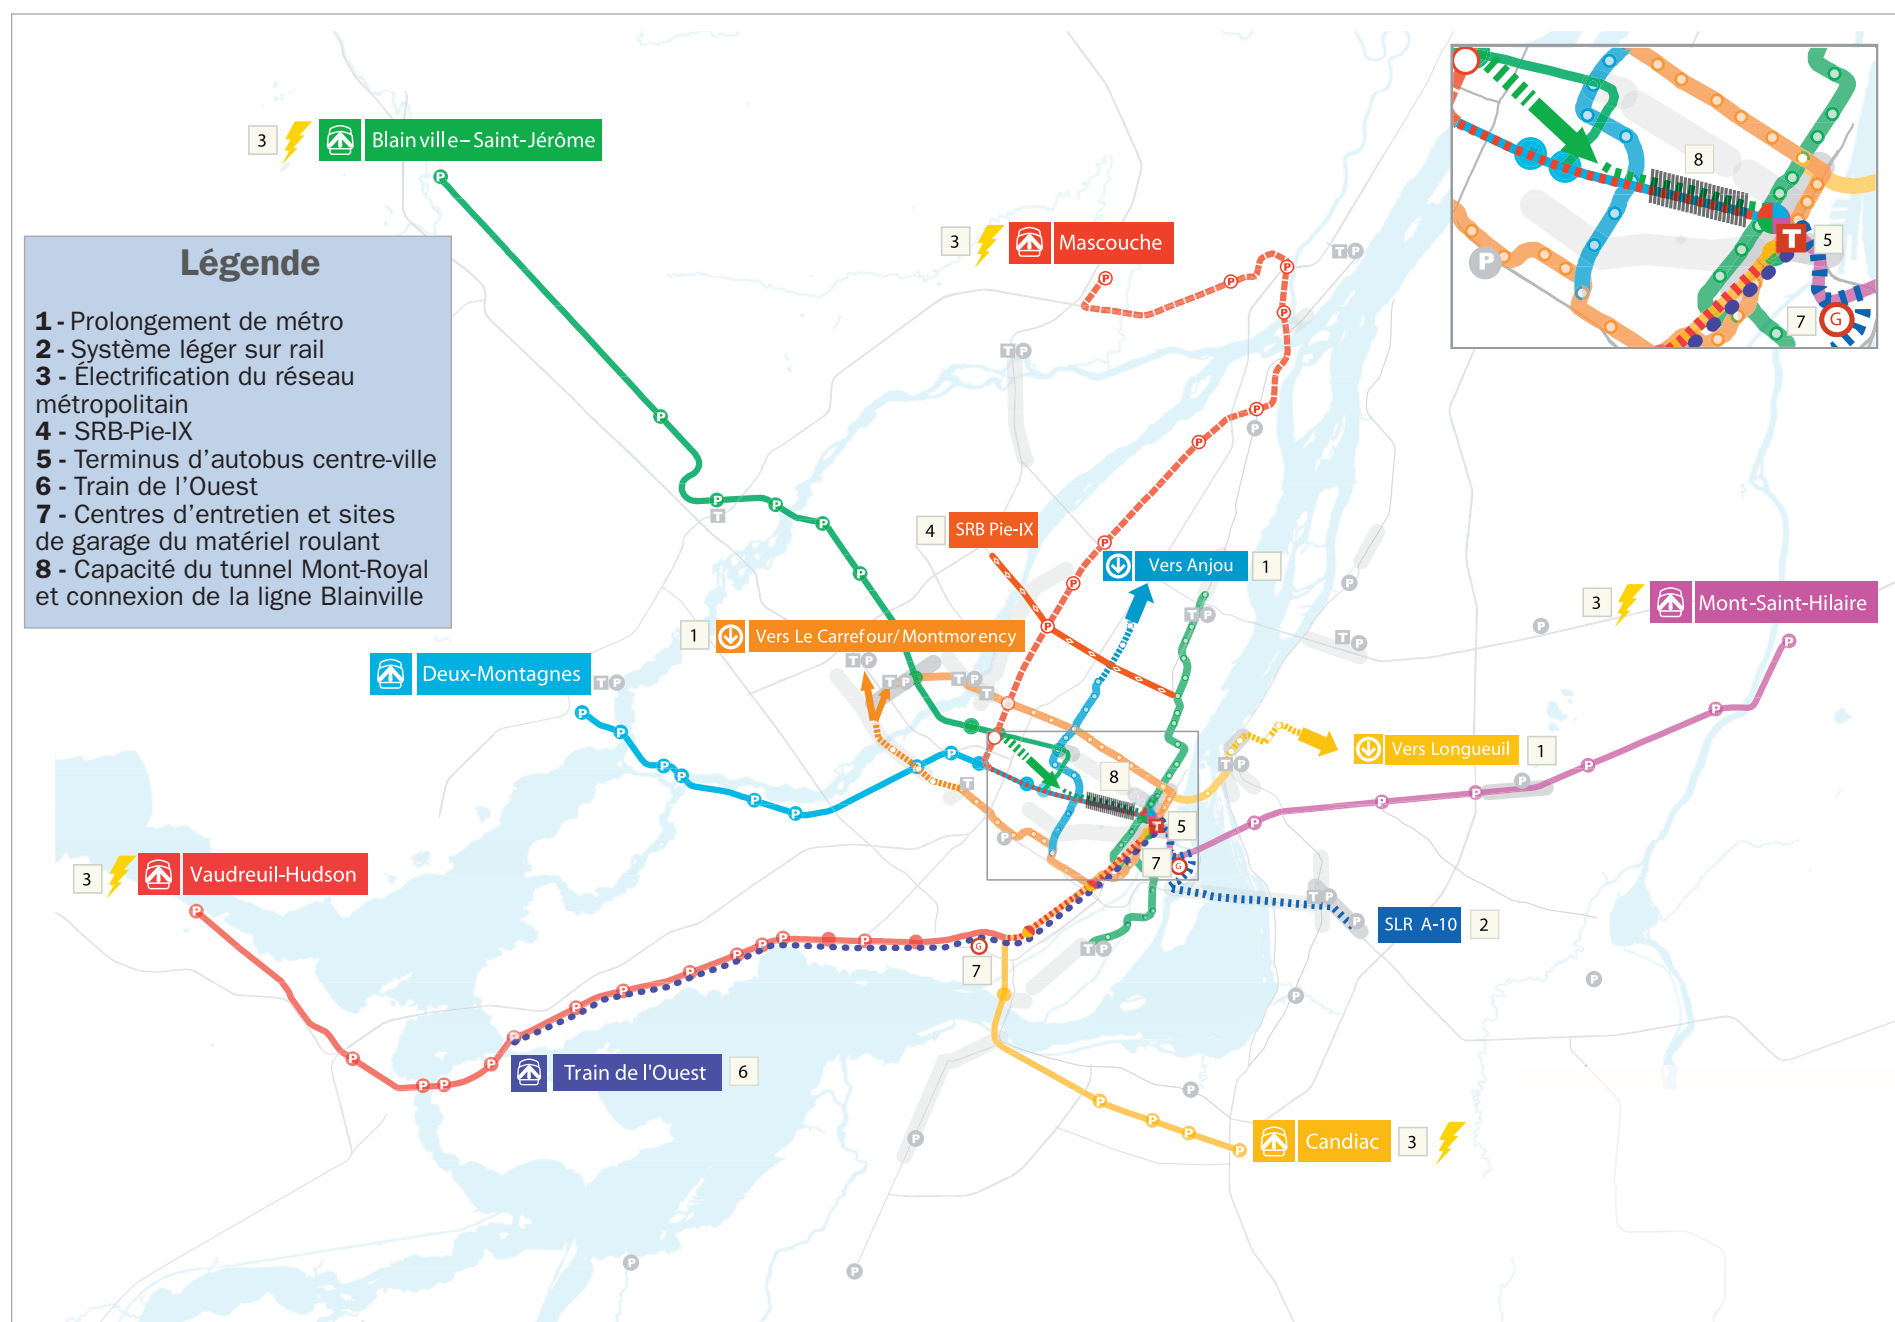 3 Blainville–Saint-Jérôme
3 Mascouche
8
5
7
G
T
P
Légende
1 - Prolongement de métro
2 - Système léger sur rail
3 - Électrification du réseau
métropolitain
4 - SRB-Pie-IX
5 - Terminus d'autobus centre-ville
6 - Train de l'Ouest
7 - Centres d'entretien et sites
de garage du matériel roulant
8 - Capacité du tunnel Mont-Royal
et connexion de la ligne Blainville
4 SRB Pie-IX
Vers Anjou 1
3 Mont-Saint-Hilaire
1 Vers Le Carrefour/Montmorency
Deux-Montagnes TP
Vers Longueuil 1
8
T 5
7 G
3 Vaudreuil-Hudson
SLR A-10 2
G
7
Train de l'Ouest 6
Candiac 3